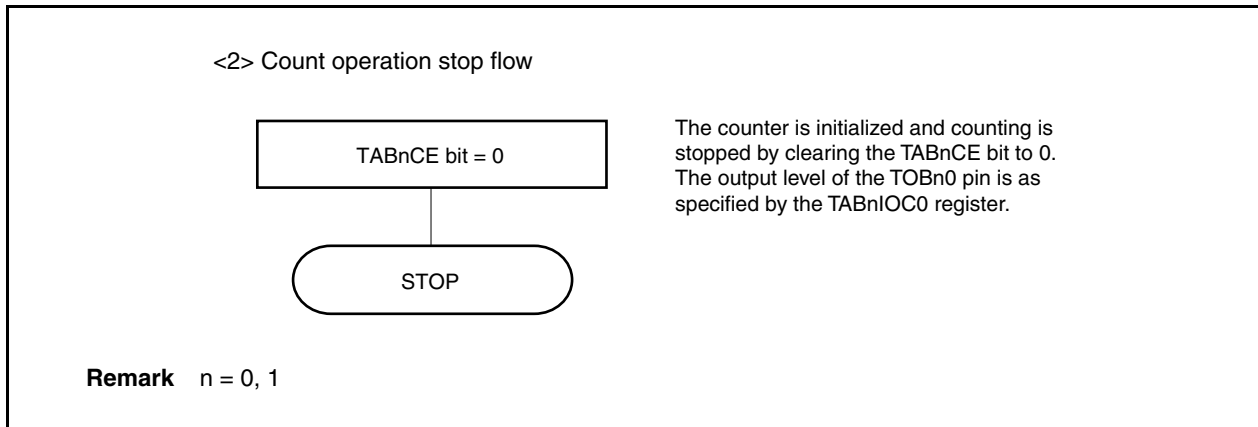 <2> Count operation stop flow
TABnCE bit = 0
The counter is initialized and counting is
stopped by clearing the TABnCE bit to 0.
The output level of the TOBn0 pin is as
specified by the TABnIOC0 register.
STOP
Remark n = 0, 1